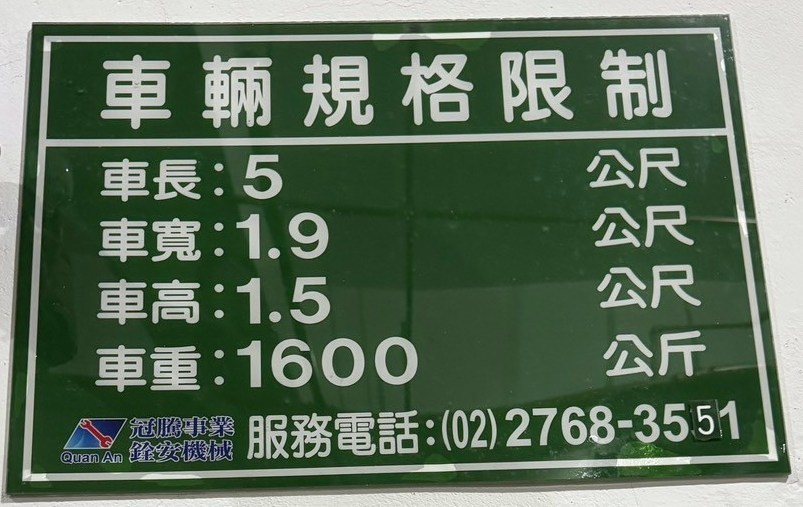 車輛規格限制
車長：5 公尺
車寬：1.9 公尺
車高：1.5 公尺
車重：1600 公斤
Quan An
冠騰事業
銓安機械
服務電話：(02) 2768-3551